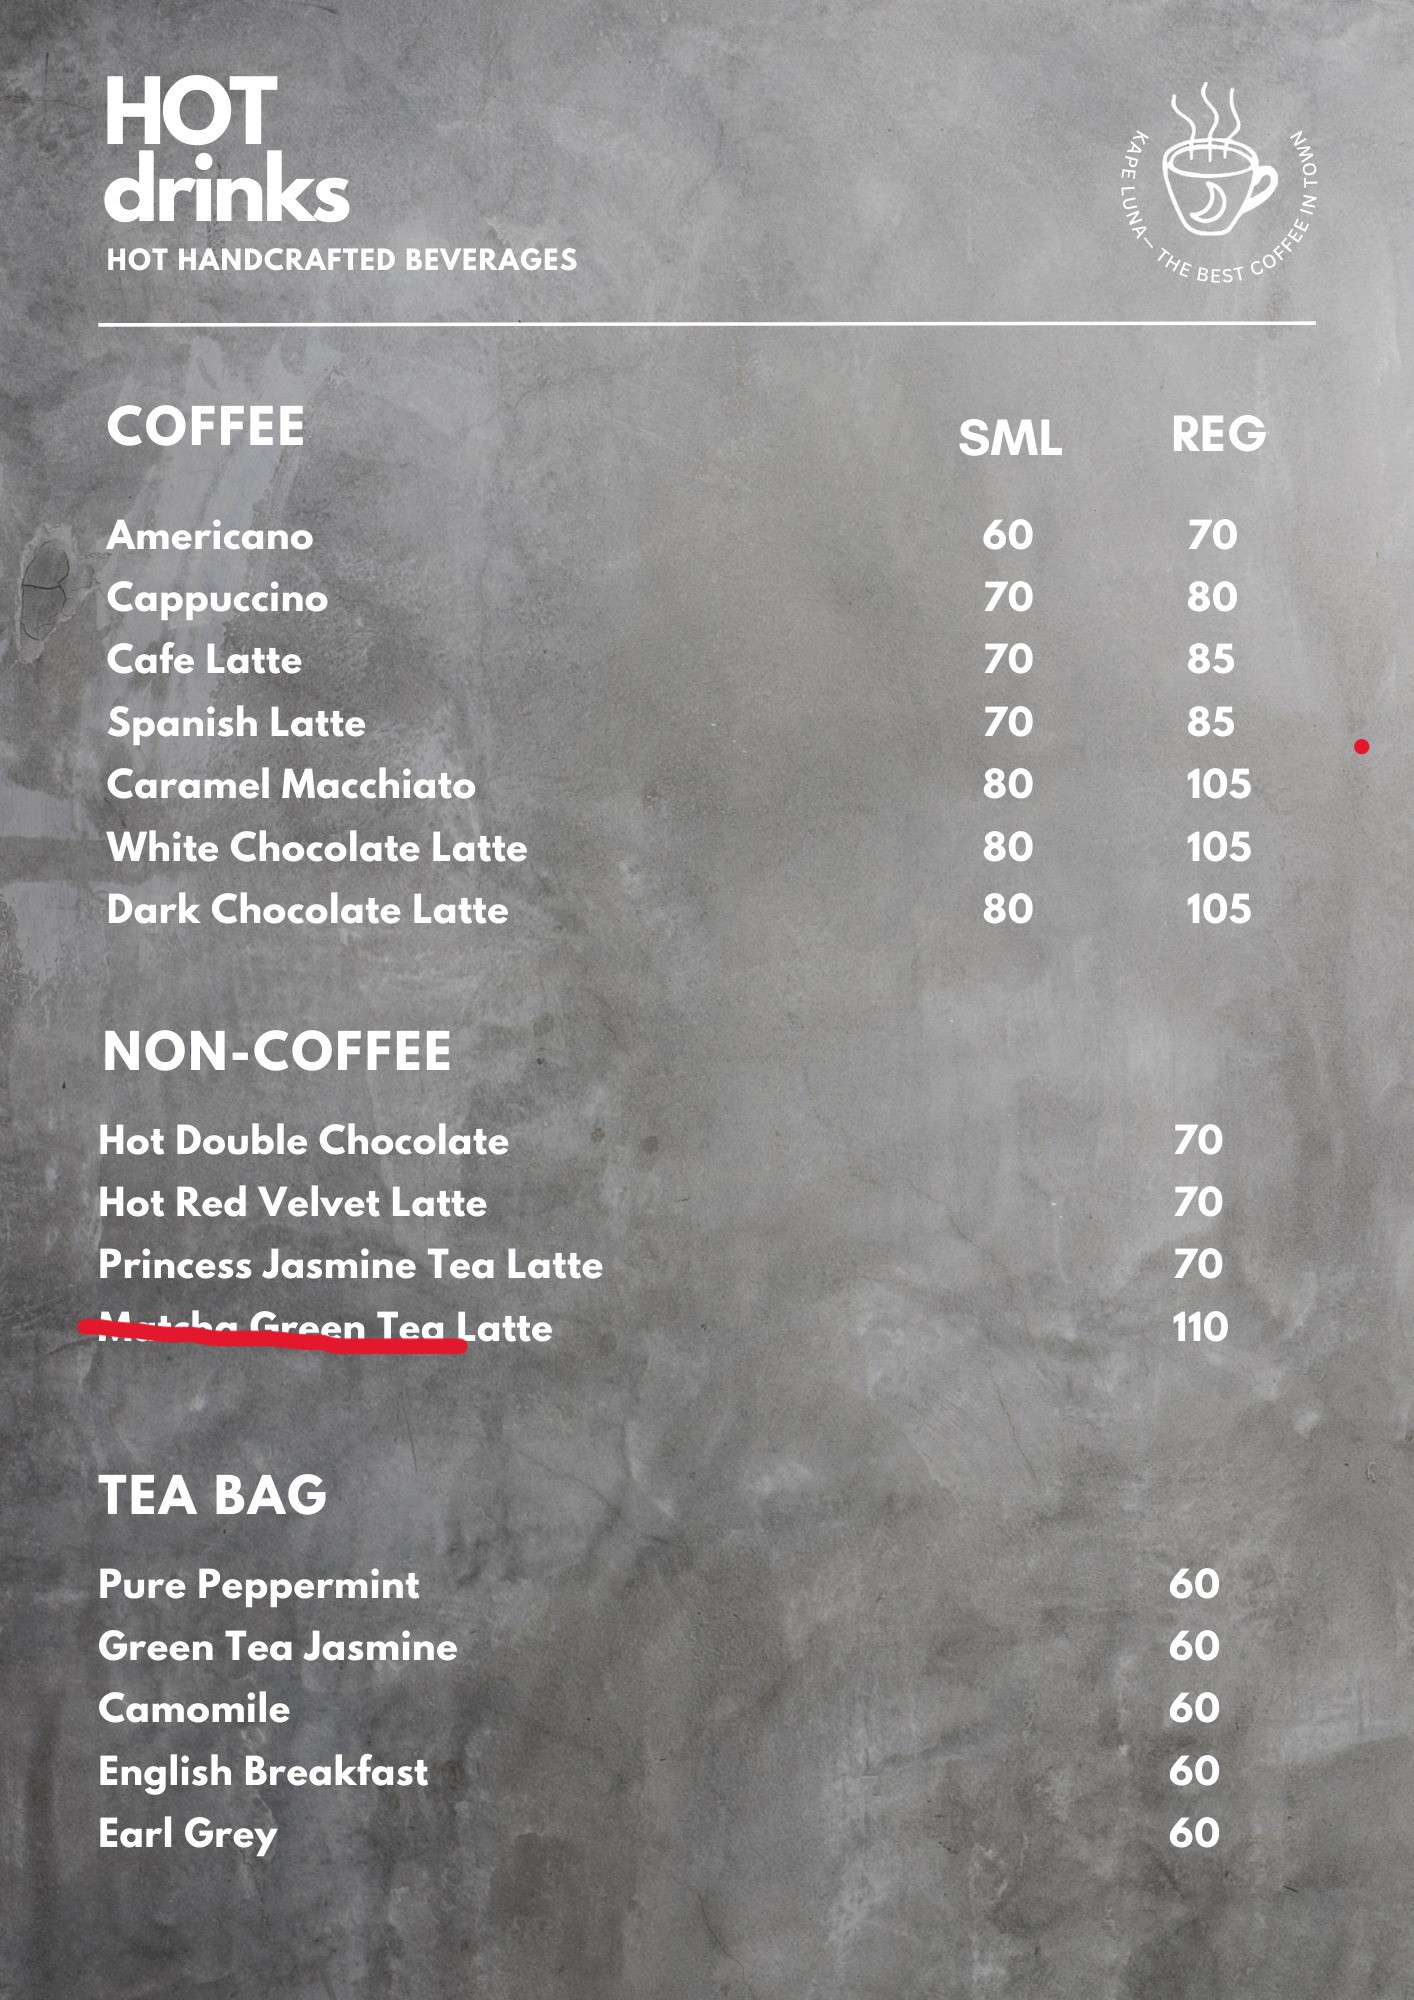 HOT
drinks
HOT HANDCRAFTED BEVERAGES
KAPE LUNA— THE BEST COFFEE IN TOWN
COFFEE SML REG
Americano 60 70
Cappuccino 70 80
Cafe Latte 70 85
Spanish Latte 70 85
Caramel Macchiato 80 105
White Chocolate Latte 80 105
Dark Chocolate Latte 80 105
NON-COFFEE
Hot Double Chocolate 70
Hot Red Velvet Latte 70
Princess Jasmine Tea Latte 70
Matcha Green Tea Latte 110
TEA BAG
Pure Peppermint 60
Green Tea Jasmine 60
Camomile 60
English Breakfast 60
Earl Grey 60